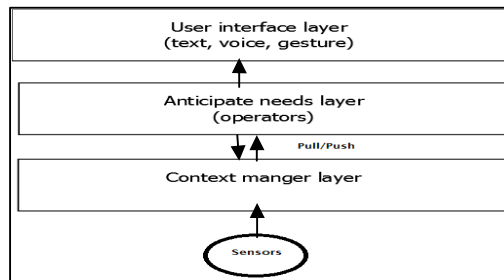 User interface layer
(text, voice, gesture)
Anticipate needs layer
(operators)
Pull/Push
Context manger layer
Sensors